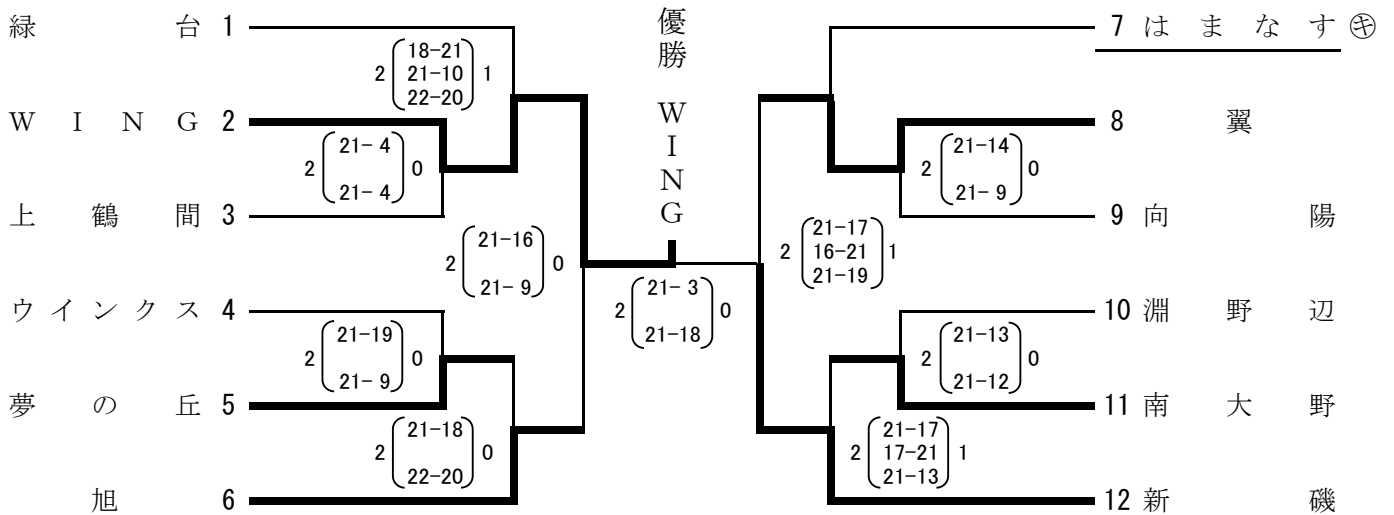 緑台 1
18-21
2 21-10 1
22-20
WING 2
21- 4
2 0
21- 4
上鶴間 3
21-16
2 0
21- 9
ウインクス 4
21-19
2 0
21- 9
夢の丘 5
21-18
2 0
22-20
旭 6
優勝 WING
21- 3
2 0
21-18
7 はまなす ㋖
8 翼
21-14
2 0
21- 9
9 向陽
21-17
2 16-21 1
21-19
10 淵野辺
21-13
2 0
21-12
11 南大野
21-17
2 17-21 1
21-13
12 新磯